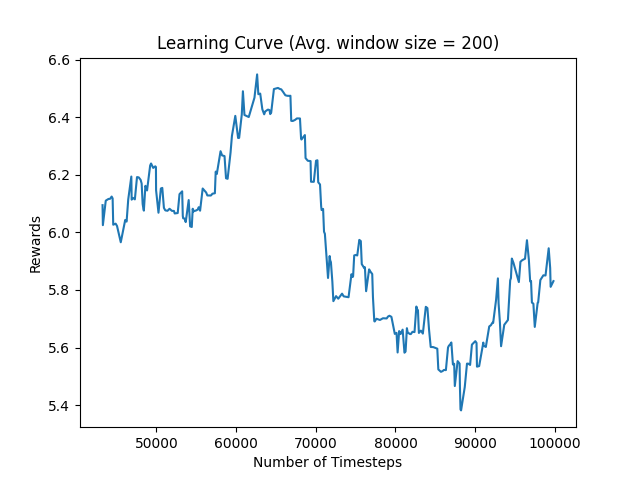 Learning Curve (Avg. window size = 200)
6.6
6.4
6.2
6.0
5.8
5.6
5.4
Rewards
50000 60000 70000 80000 90000 100000
Number of Timesteps